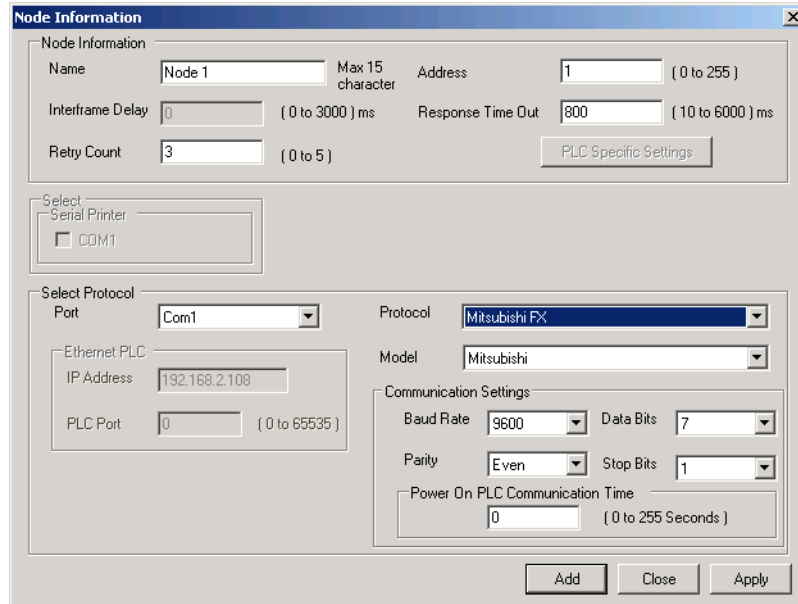 Node Information
Node Information
Name Node 1 Max 15 character Address 1 ( 0 to 255 )
Interframe Delay 0 ( 0 to 3000 ) ms Response Time Out 800 ( 10 to 6000 ) ms
Retry Count 3 ( 0 to 5 ) PLC Specific Settings
Select
Serial Printer
COM1
Select Protocol
Port Com1 Protocol Mitsubishi FX
Ethernet PLC Model Mitsubishi
IP Address 192.168.2.108 Communication Settings
PLC Port 0 ( 0 to 65535 ) Baud Rate 9600 Data Bits 7
Parity Even Stop Bits 1
Power On PLC Communication Time
0 ( 0 to 255 Seconds )
Add Close Apply